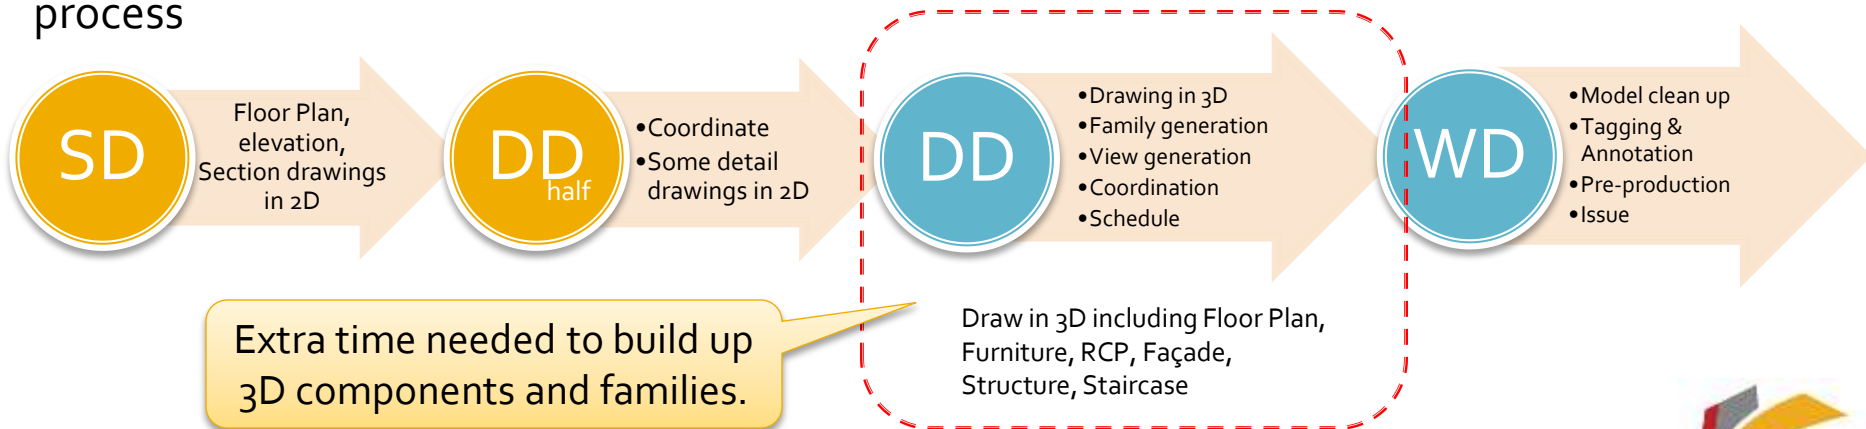 process
SD
Floor Plan,
elevation,
Section drawings
in 2D
DD
half
•Coordinate
•Some detail
drawings in 2D
DD
•Drawing in 3D
•Family generation
•View generation
•Coordination
•Schedule
WD
•Model clean up
•Tagging &
Annotation
•Pre-production
•Issue
Extra time needed to build up
3D components and families.
Draw in 3D including Floor Plan,
Furniture, RCP, Façade,
Structure, Staircase